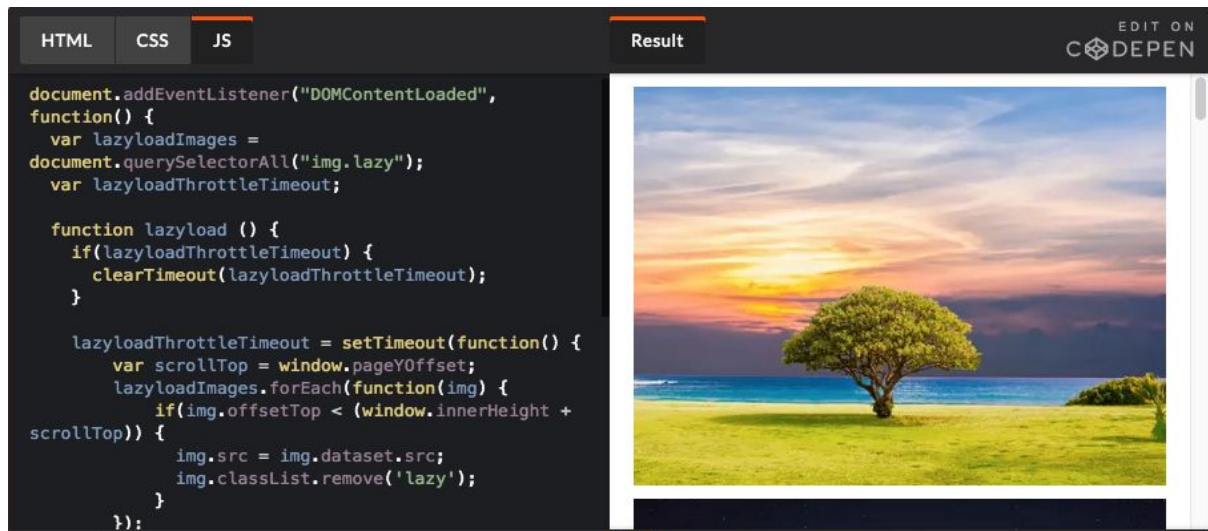 HTML CSS JS
Result
EDIT ON
CODEPEN
document.addEventListener("DOMContentLoaded",
function() {
var lazyloadImages =
document.querySelectorAll("img.lazy");
var lazyloadThrottleTimeout;
function lazyload () {
if(lazyloadThrottleTimeout) {
clearTimeout(lazyloadThrottleTimeout);
}
lazyloadThrottleTimeout = setTimeout(function() {
var scrollTop = window.pageYOffset;
lazyloadImages.forEach(function(img) {
if(img.offsetTop < (window.innerHeight +
scrollTop)) {
img.src = img.dataset.src;
img.classList.remove('lazy');
}
});